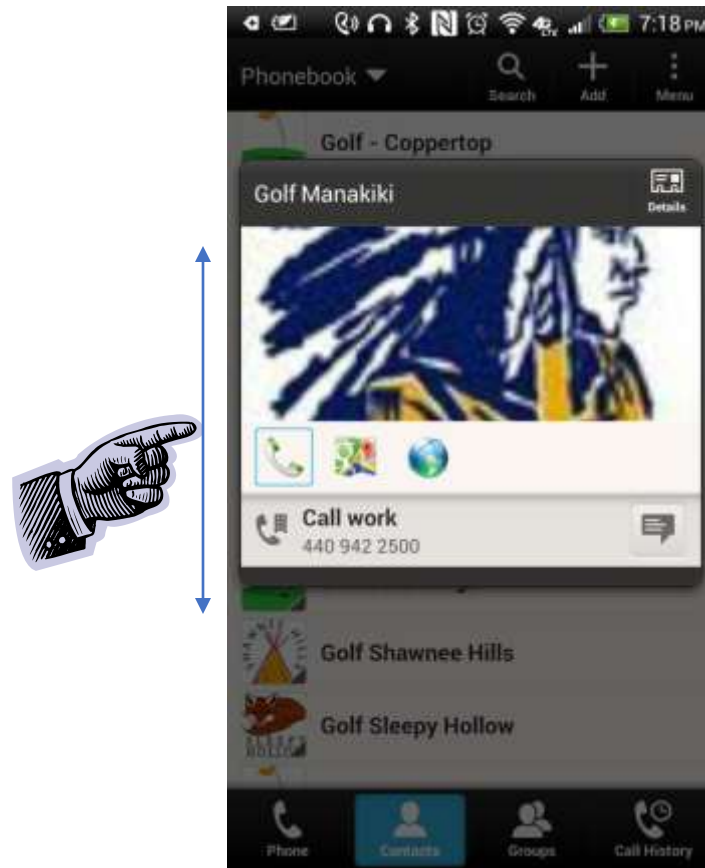 7:18 PM
Phonebook
Search
Add
Menu
Golf - Coppertop
Golf Manakiki
Details
Call work
440 942 2500
Golf Shawnee Hills
Golf Sleepy Hollow
Phone
Contacts
Groups
Call History